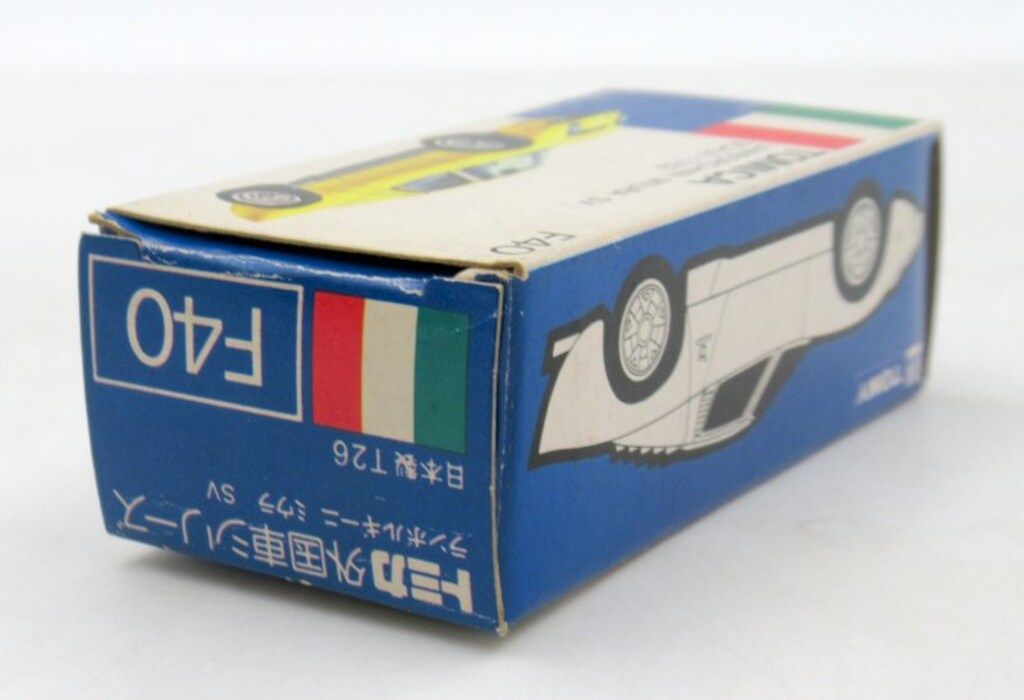 トミカ外国車シリーズ
ランボルギーニ ミウラ SV
日本製 T26
F40
F40
TOMICA
TOMY
Jota